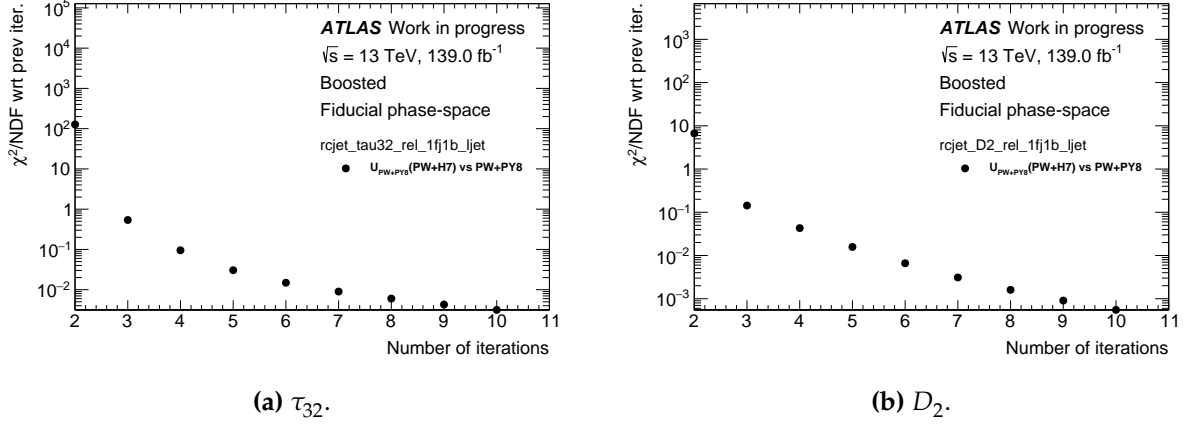 χ²/NDF wrt prev iter.
10⁵
10⁴
10³
10²
10
1
10⁻¹
10⁻²
ATLAS Work in progress
√s = 13 TeV, 139.0 fb⁻¹
Boosted
Fiducial phase-space
rcjet_tau32_rel_1fj1b_ljet
U_PW+PY8(PW+H7) vs PW+PY8
2 3 4 5 6 7 8 9 10 11
Number of iterations
(a) τ₃₂.
χ²/NDF wrt prev iter.
10³
10²
10
1
10⁻¹
10⁻²
10⁻³
ATLAS Work in progress
√s = 13 TeV, 139.0 fb⁻¹
Boosted
Fiducial phase-space
rcjet_D2_rel_1fj1b_ljet
U_PW+PY8(PW+H7) vs PW+PY8
2 3 4 5 6 7 8 9 10 11
Number of iterations
(b) D₂.